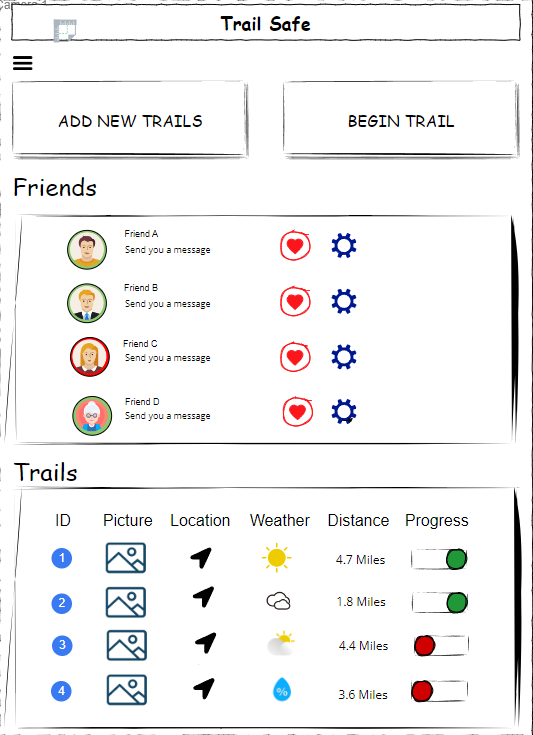 Camera 1
Trail Safe
ADD NEW TRAILS
BEGIN TRAIL
Friends
Friend A
Send you a message
Friend B
Send you a message
Friend C
Send you a message
Friend D
Send you a message
Trails
ID Picture Location Weather Distance Progress
1 4.7 Miles
2 1.8 Miles
3 4.4 Miles
4 % 3.6 Miles